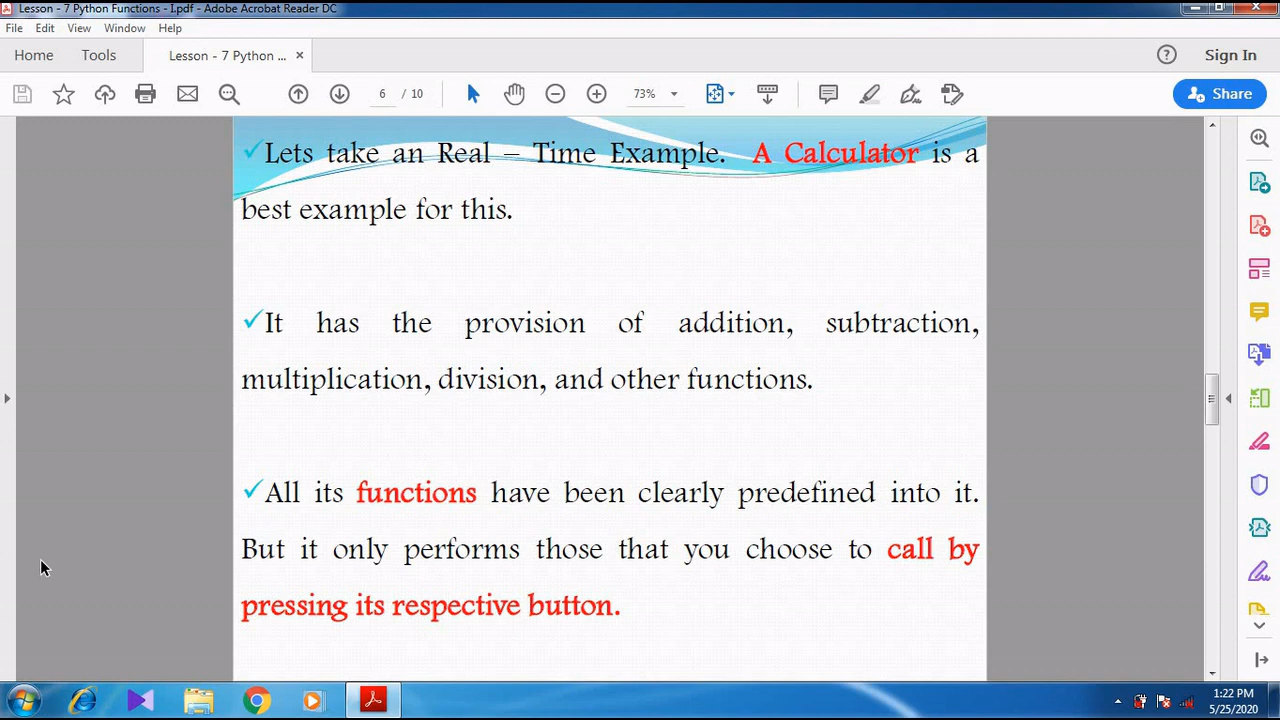 Lesson - 7 Python Functions - I.pdf - Adobe Acrobat Reader DC
File Edit View Window Help
Home Tools Lesson - 7 Python ... × Sign In
6 / 10 73% Share
✓Lets take an Real – Time Example. A Calculator is a
best example for this.
✓It has the provision of addition, subtraction,
multiplication, division, and other functions.
✓All its functions have been clearly predefined into it.
But it only performs those that you choose to call by
pressing its respective button.
1:22 PM
5/25/2020